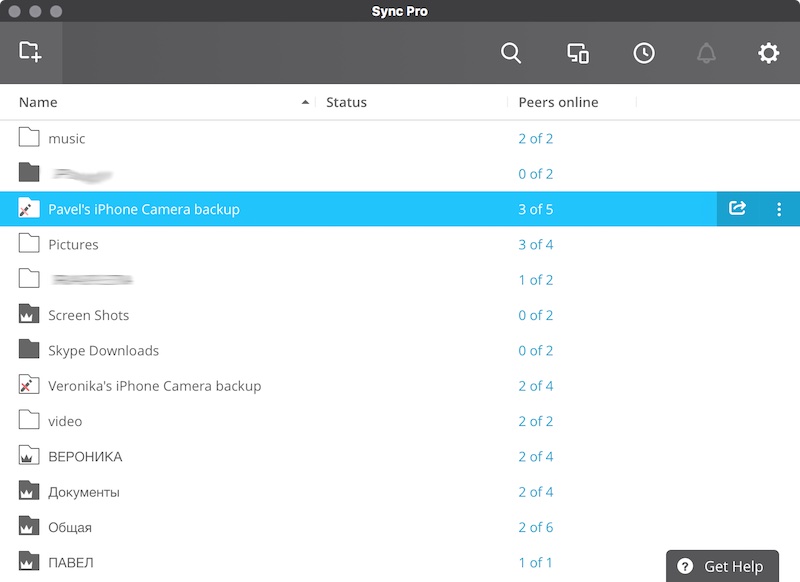 Sync Pro
Name Status Peers online
music 2 of 2
0 of 2
Pavel's iPhone Camera backup 3 of 5
Pictures 3 of 4
1 of 2
Screen Shots 0 of 2
Skype Downloads 0 of 2
Veronika's iPhone Camera backup 2 of 4
video 2 of 2
ВЕРОНИКА 2 of 4
Документы 2 of 4
Общая 2 of 6
ПАВЕЛ 1 of 1
? Get Help